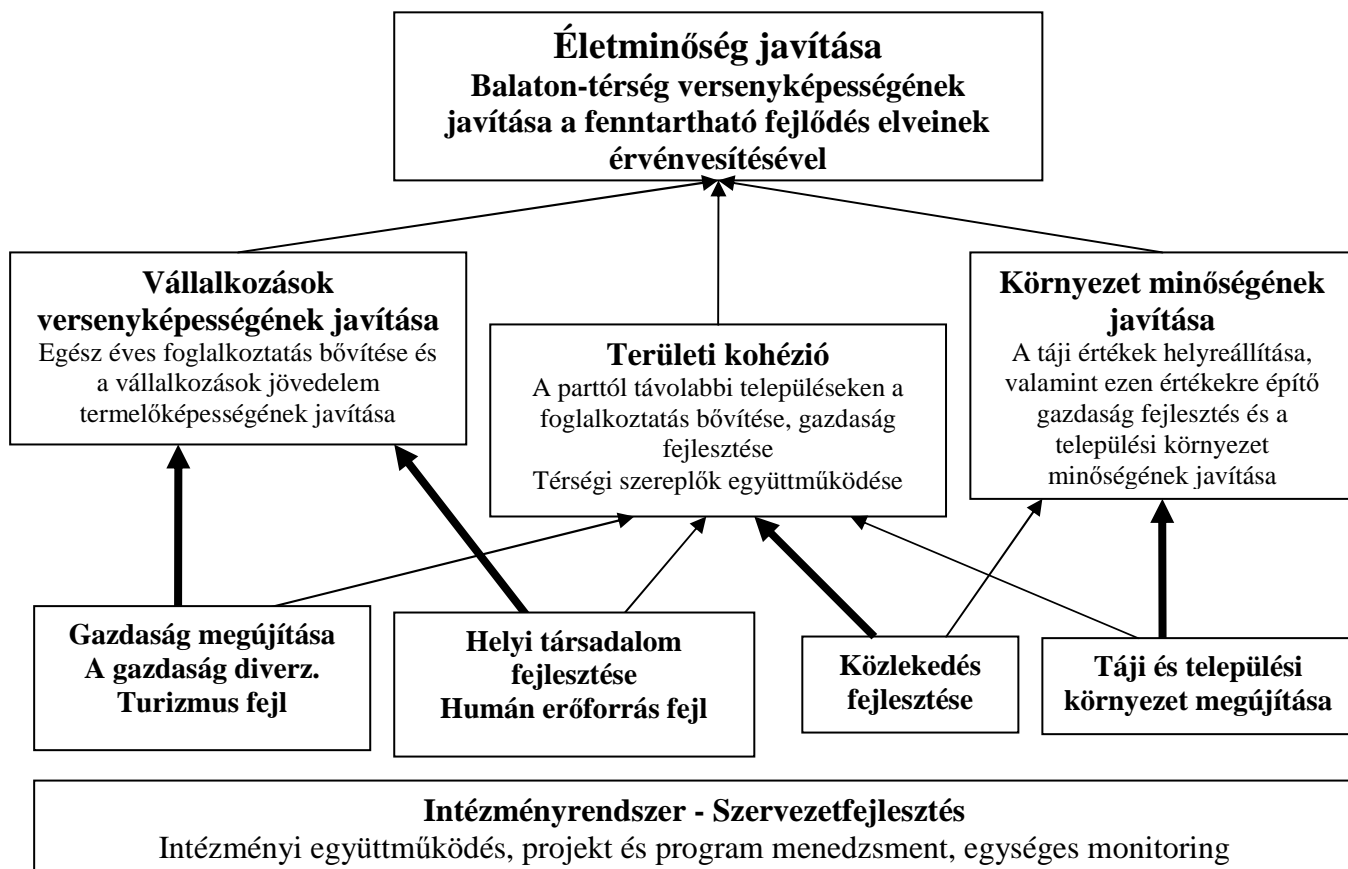 Életminőség javítása
Balaton-térség versenyképességének
javítása a fenntartható fejlődés elveinek
érvénvesítésével
Vállalkozások
versenyképességének javítása
Egész éves foglalkoztatás bővítése és
a vállalkozások jövedelem
termelőképességének javítása
Területi kohézió
A parttól távolabbi településeken a
foglalkoztatás bővítése, gazdaság
fejlesztése
Térségi szereplők együttműködése
Környezet minőségének
javítása
A táji értékek helyreállítása,
valamint ezen értékekre építő
gazdaság fejlesztés és a
települési környezet
minőségének javítása
Gazdaság megújítása
A gazdaság diverz.
Turizmus fejl
Helyi társadalom
fejlesztése
Humán erőforrás fejl
Közlekedés
fejlesztése
Táji és települési
környezet megújítása
Intézményrendszer - Szervezetfejlesztés
Intézményi együttműködés, projekt és program menedzsment, egységes monitoring